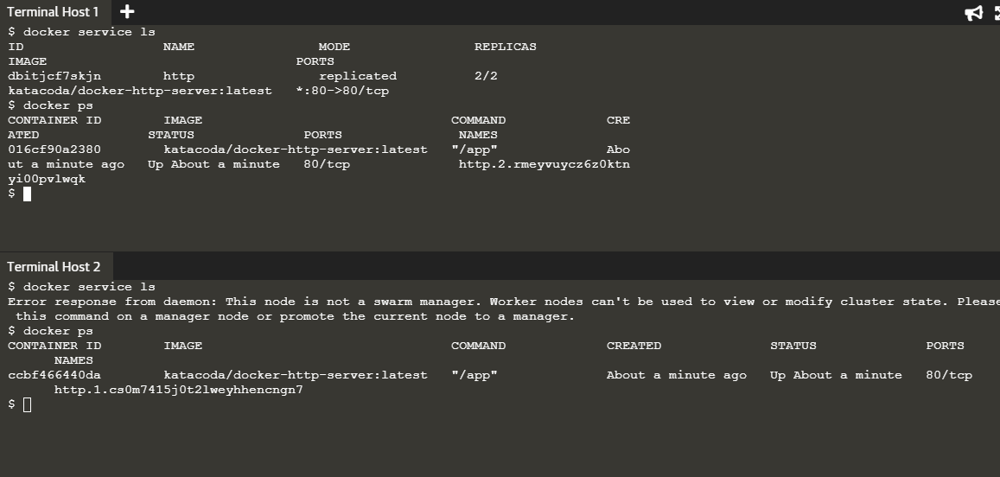 Terminal Host 1
$ docker service ls
ID NAME MODE REPLICAS
IMAGE PORTS
dbitjcf7skjn http replicated 2/2
katacoda/docker-http-server:latest *:80->80/tcp
$ docker ps
CONTAINER ID IMAGE COMMAND CRE
ATED STATUS PORTS NAMES
016cf90a2380 katacoda/docker-http-server:latest "/app" Abo
ut a minute ago Up About a minute 80/tcp http.2.rmeyvuycz6z0ktn
yi00pvlwqk
$
Terminal Host 2
$ docker service ls
Error response from daemon: This node is not a swarm manager. Worker nodes can't be used to view or modify cluster state. Please
this command on a manager node or promote the current node to a manager.
$ docker ps
CONTAINER ID IMAGE COMMAND CREATED STATUS PORTS
NAMES
ccbf466440da katacoda/docker-http-server:latest "/app" About a minute ago Up About a minute 80/tcp
http.1.cs0m7415j0t2lweyhhencngn7
$